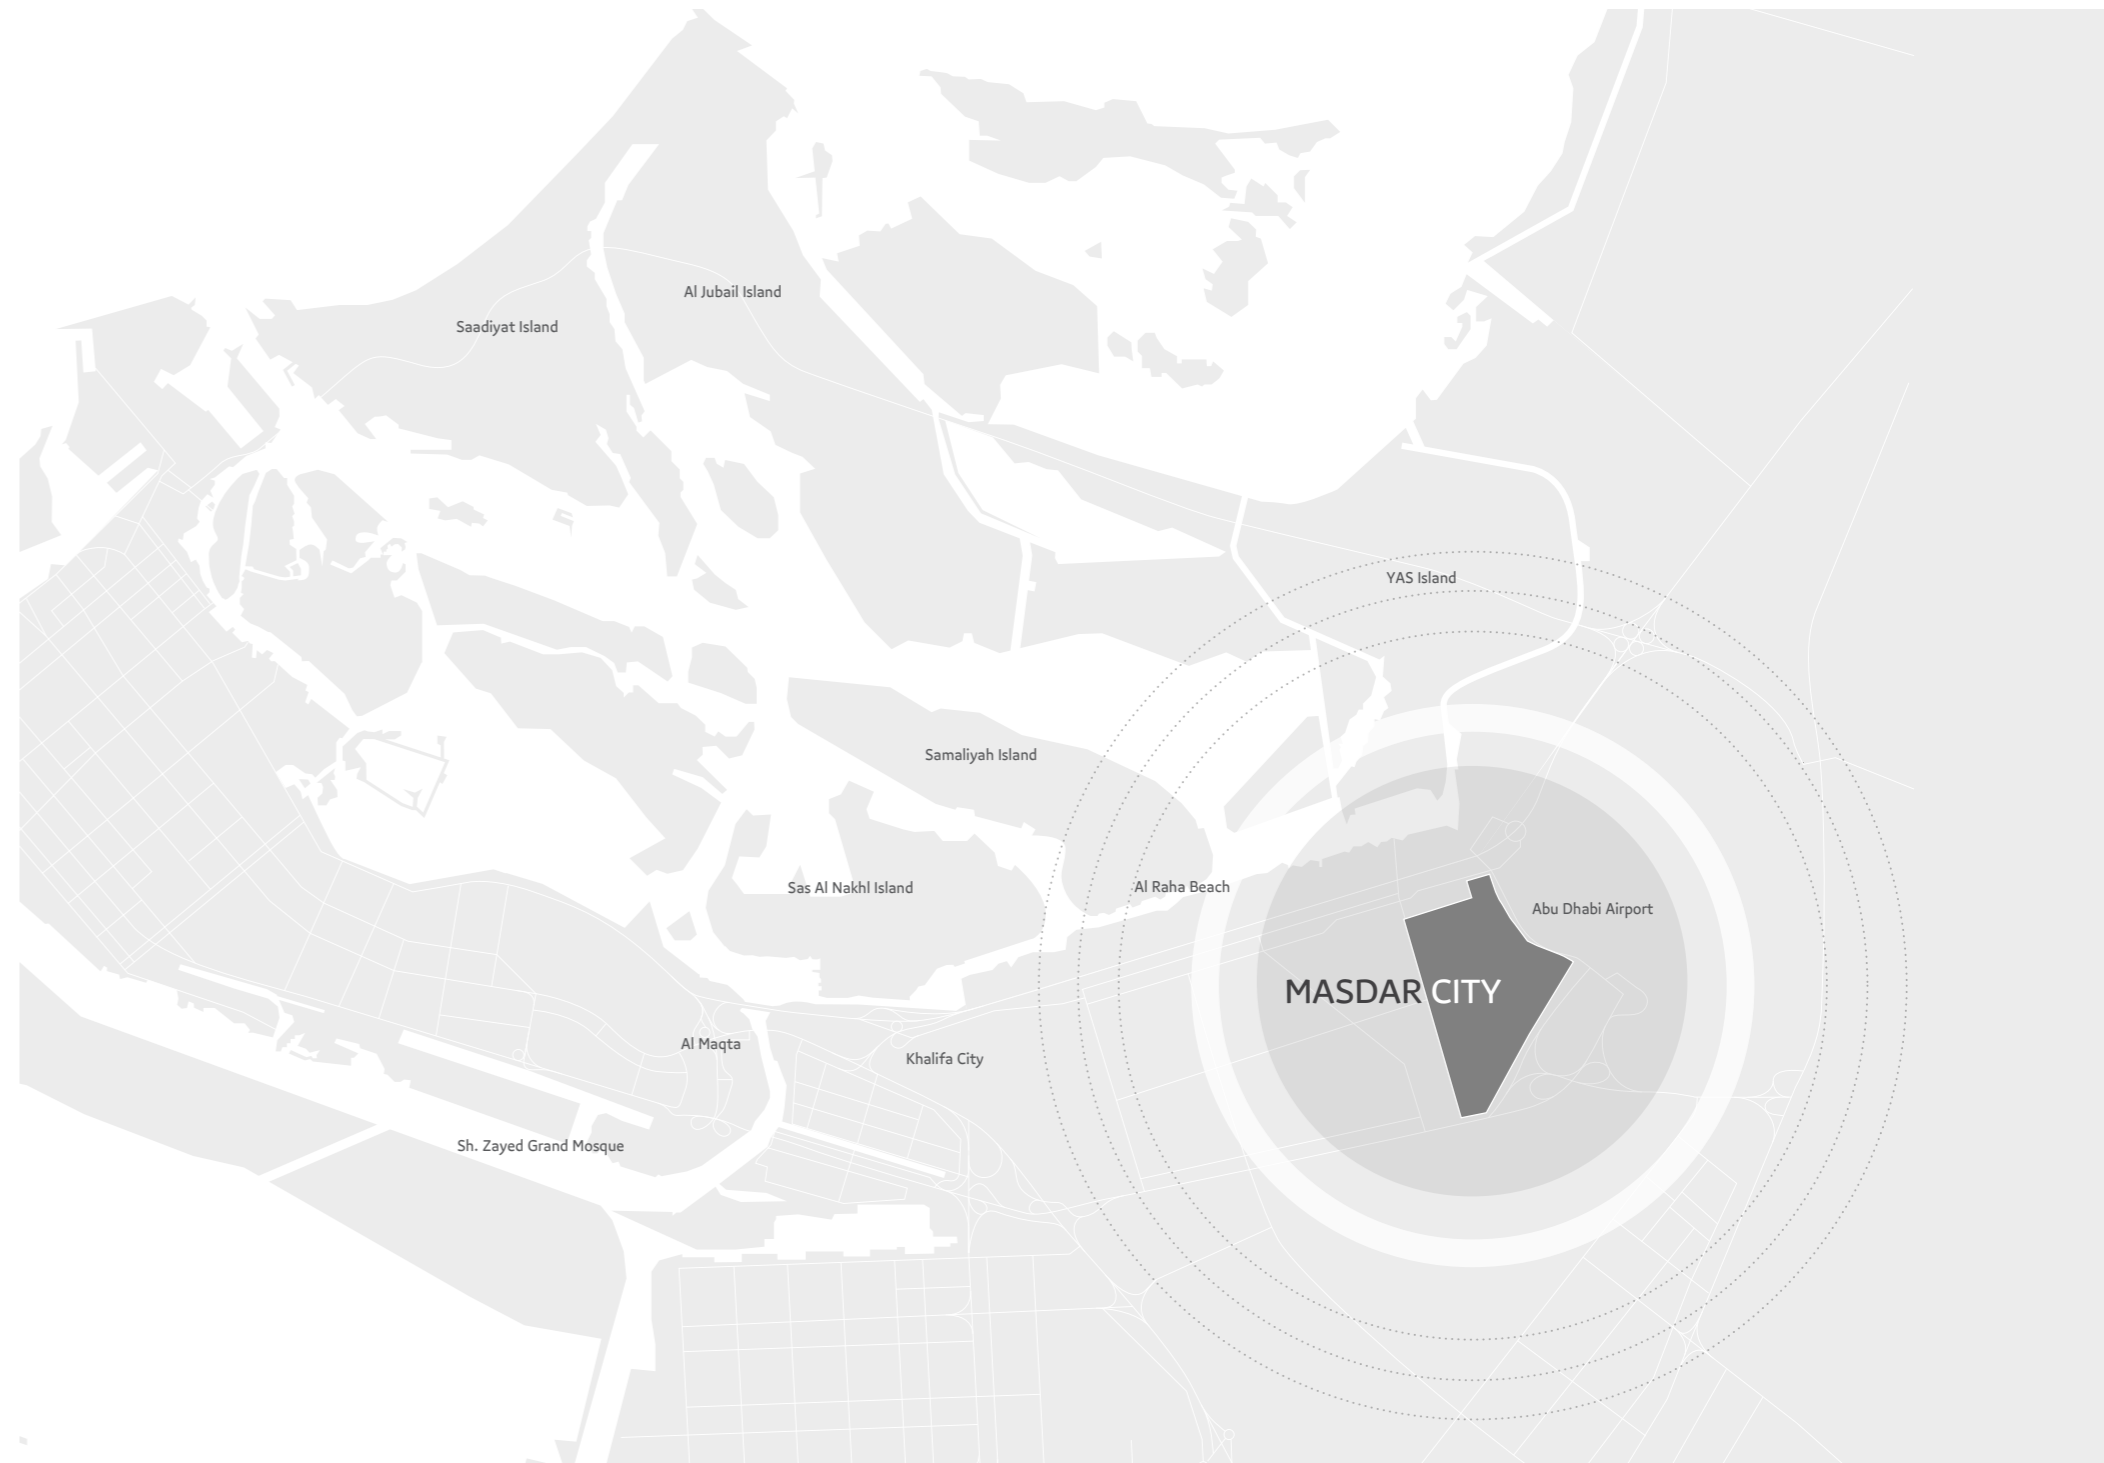 Al Jubail Island
Saadiyat Island
YAS Island
Samaliyah Island
Sas Al Nakhl Island
Al Raha Beach
Abu Dhabi Airport
MASDAR CITY
Al Maqta
Khalifa City
Sh. Zayed Grand Mosque